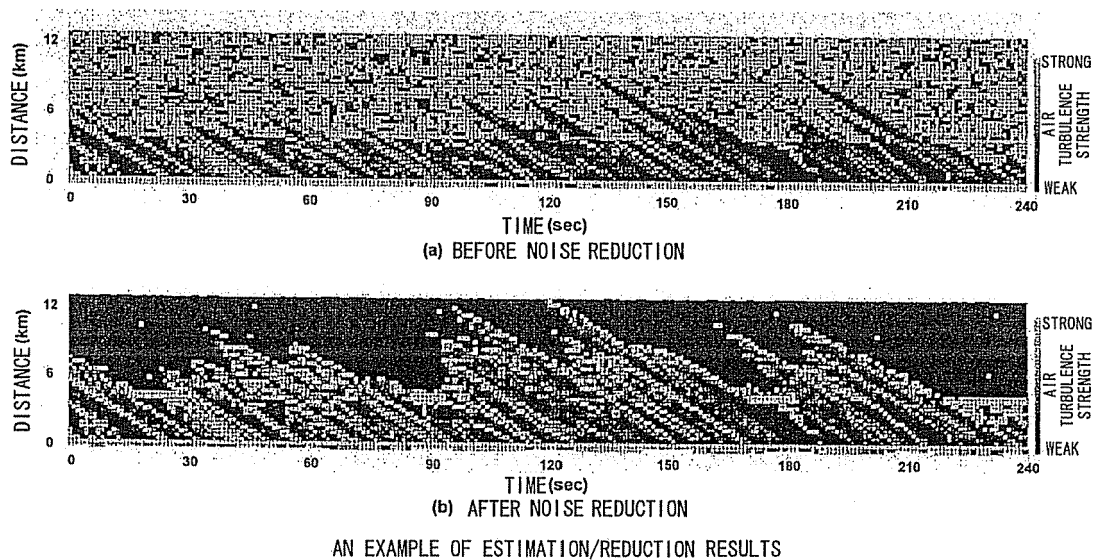 12
6
0
DISTANCE (km)
0 30 60 90 120 150 180 210 240
TIME (sec)
STRONG
AIR
TURBULENCE
STRENGTH
WEAK
(a) BEFORE NOISE REDUCTION
12
6
0
DISTANCE (km)
0 30 60 90 120 150 180 210 240
TIME (sec)
STRONG
AIR
TURBULENCE
STRENGTH
WEAK
(b) AFTER NOISE REDUCTION
AN EXAMPLE OF ESTIMATION/REDUCTION RESULTS